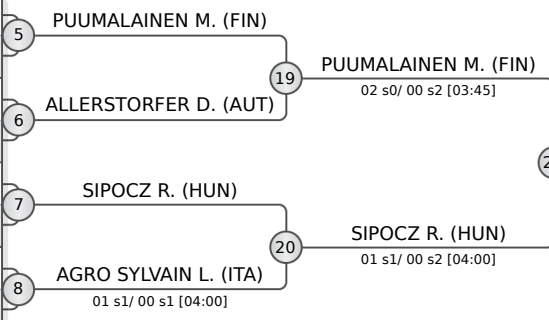 PUUMALAINEN M. (FIN)
5
19
PUUMALAINEN M. (FIN)
02 s0/ 00 s2 [03:45]
ALLERSTORFER D. (AUT)
6
SIPOCZ R. (HUN)
7
20
SIPOCZ R. (HUN)
01 s1/ 00 s2 [04:00]
AGRO SYLVAIN L. (ITA)
8
01 s1/ 00 s1 [04:00]